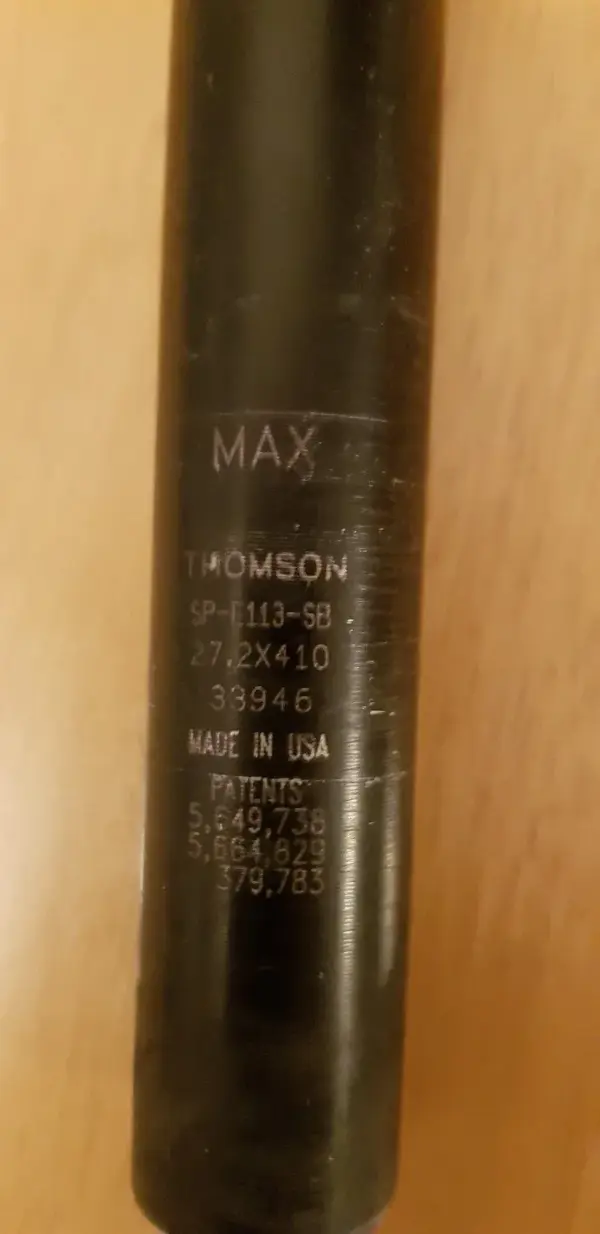 MAX
THOMSON
SP-E113-SB
27.2X410
33946
MADE IN USA
PATENTS
5,649,738
5,664,829
379,783